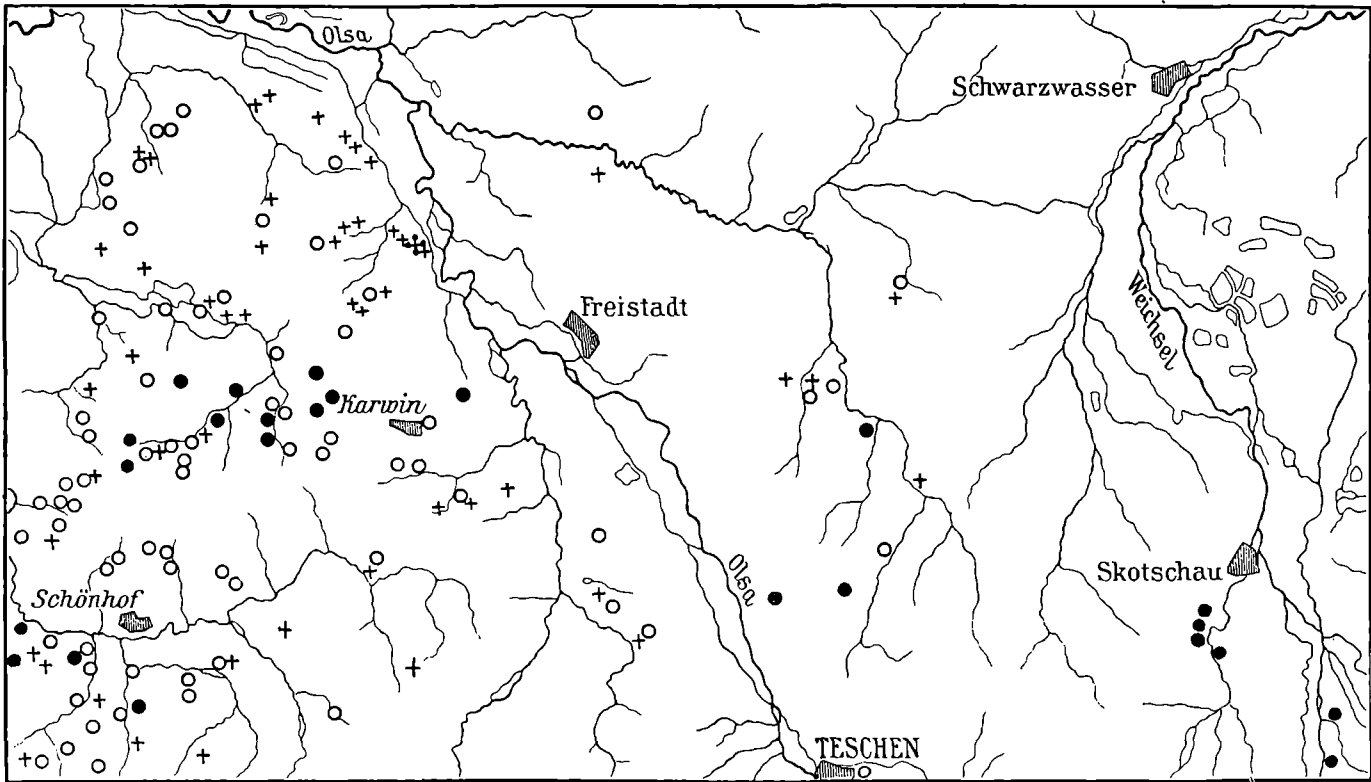 Olsa
Schwarzwasser
Weichsel
Freistadt
Karwin
Olsa
Skotschau
Schönhof
TESCHEN